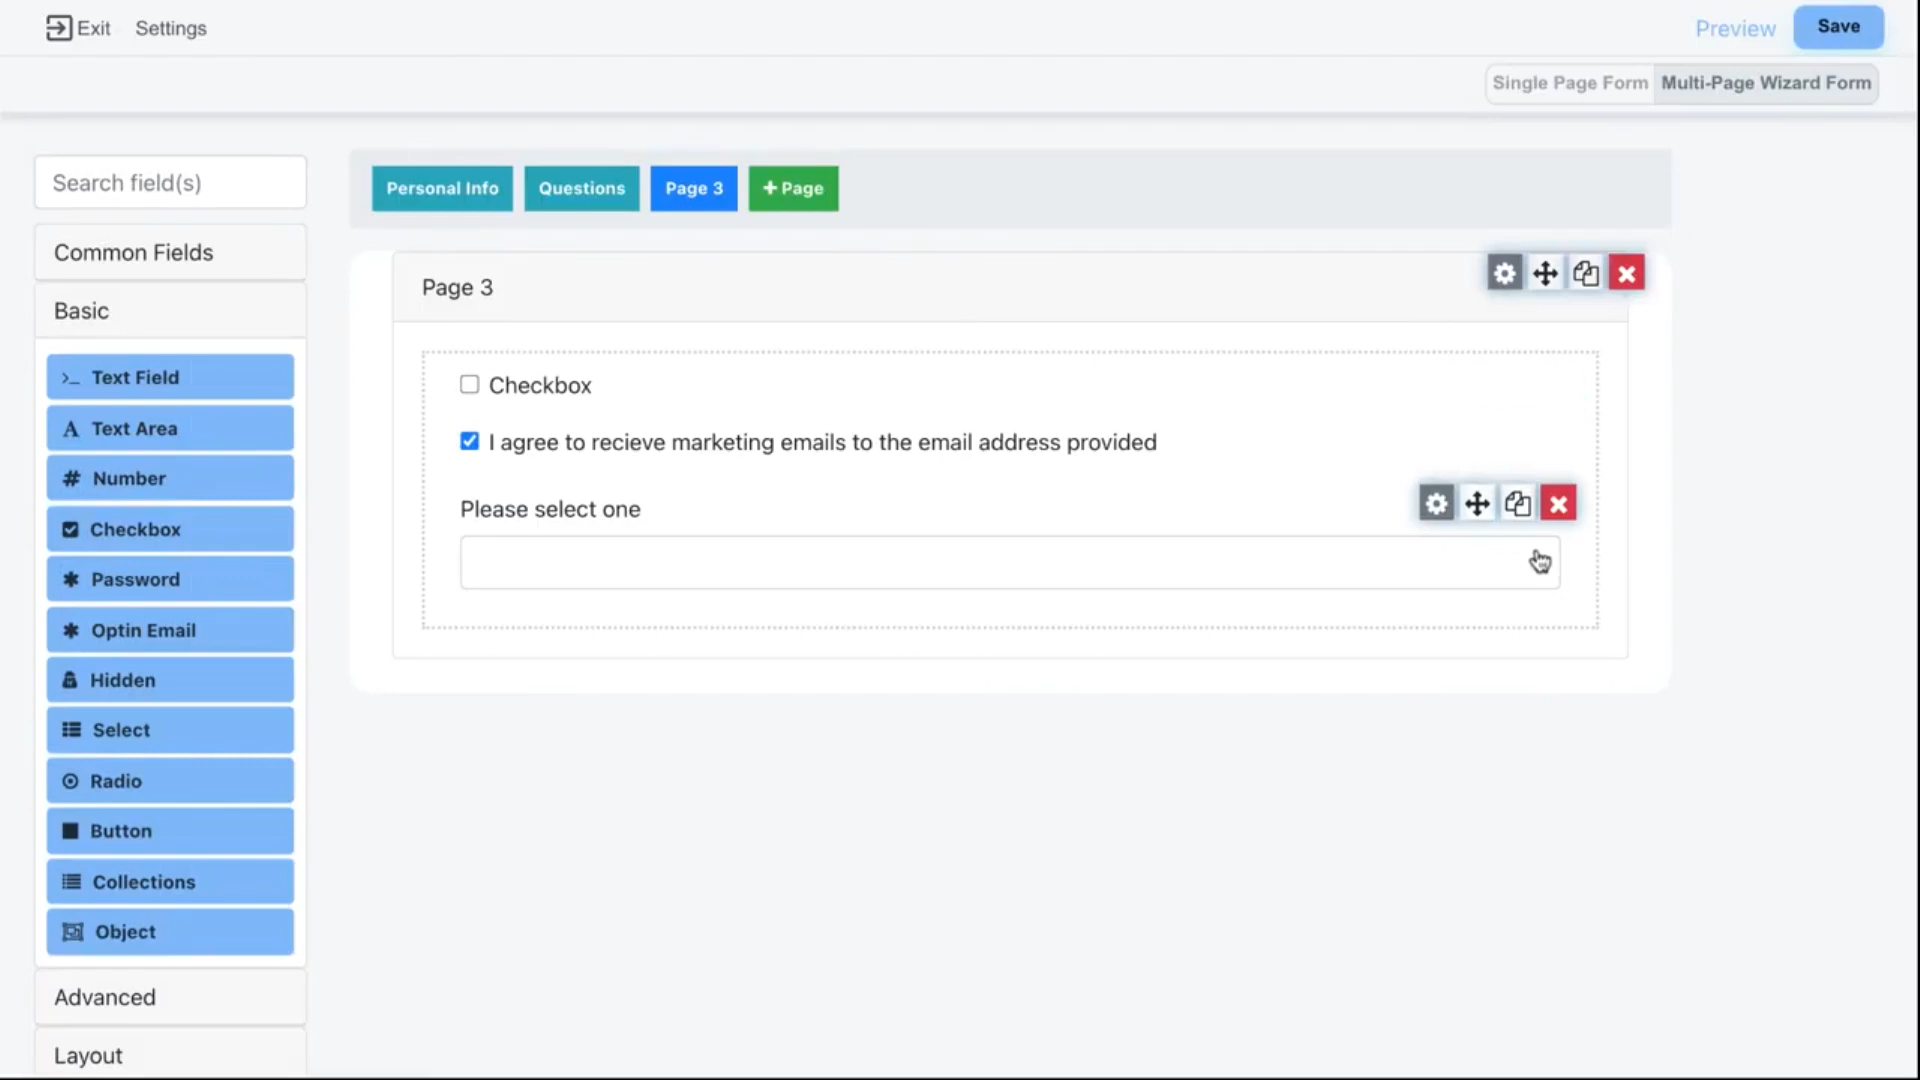 Exit Settings Preview Save
Single Page Form Multi-Page Wizard Form
Search field(s)
Common Fields
Basic
Text Field
Text Area
Number
Checkbox
Password
Optin Email
Hidden
Select
Radio
Button
Collections
Object
Advanced
Layout
Personal Info Questions Page 3 + Page
Page 3
Checkbox
I agree to recieve marketing emails to the email address provided
Please select one